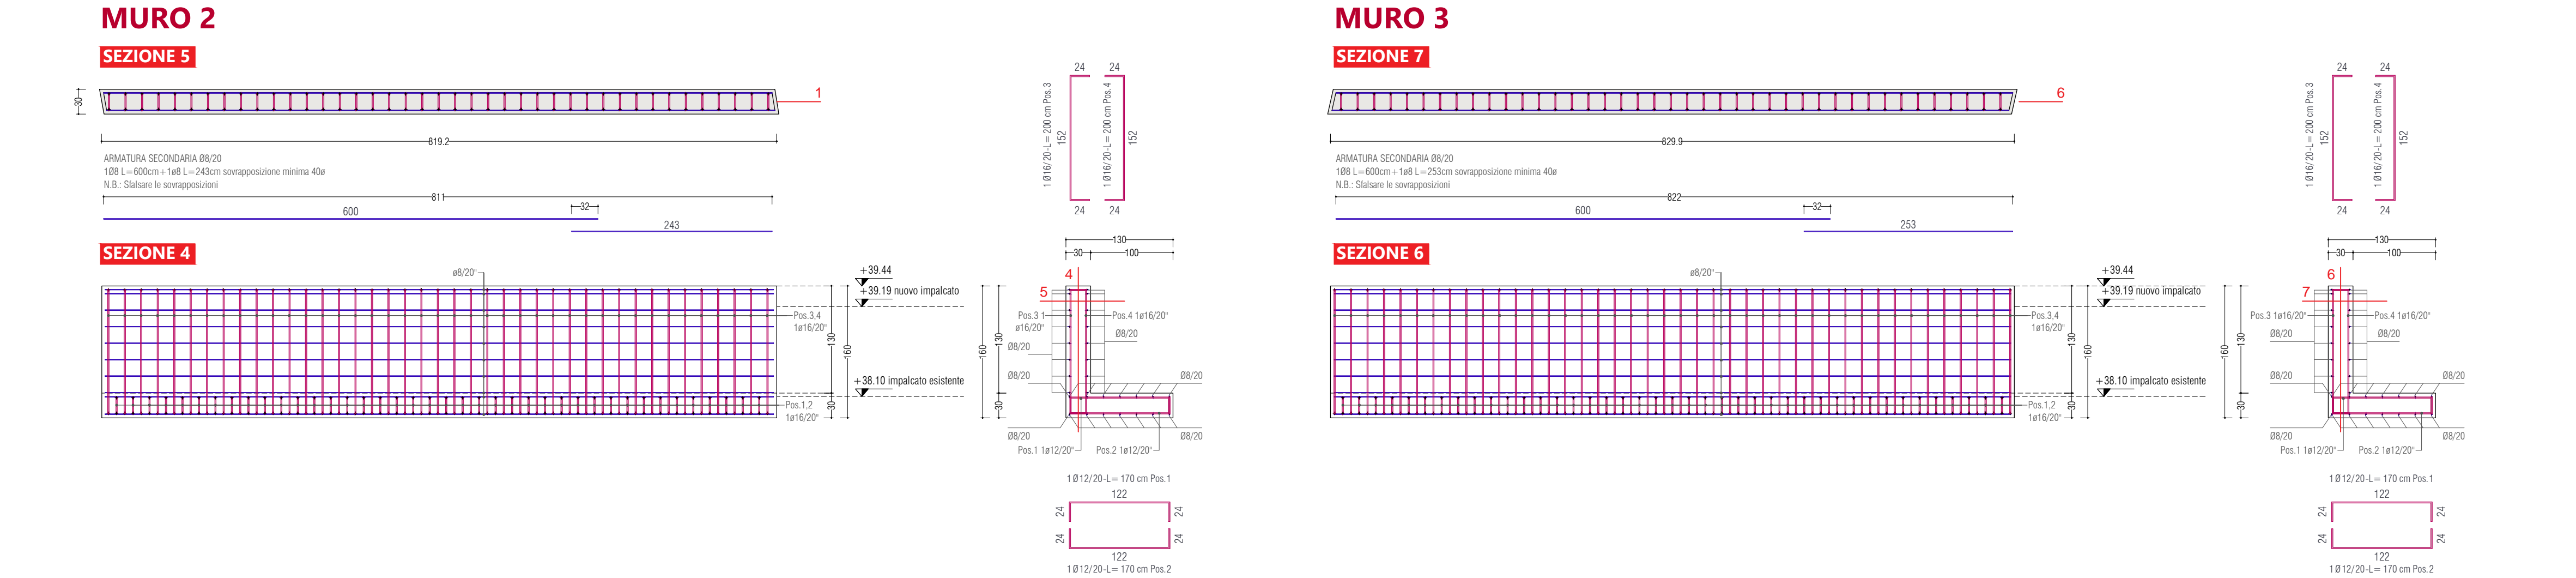 MURO 2
SEZIONE 5
30
1
819.2
ARMATURA SECONDARIA Ø8/20
1Ø8 L=600cm+1ø8 L=243cm sovrapposizione minima 40ø
N.B.: Sfalsare le sovrapposizioni
811
600
32
243
SEZIONE 4
ø8/20"
+39.44
+39.19 nuovo impalcato
Pos.3,4
1ø16/20"
130
160
+38.10 impalcato esistente
30
Pos.1,2
1ø16/20"
24
24
1 Ø16/20-L= 200 cm Pos.3
152
1 Ø16/20-L= 200 cm Pos.4
152
24
24
130
30
100
4
5
Pos.3 1
ø16/20"
Pos.4 1ø16/20"
Ø8/20
Ø8/20
160
130
Ø8/20
Ø8/20
30
Ø8/20
Ø8/20
Pos.1 1ø12/20"
Pos.2 1ø12/20"
1 Ø12/20-L= 170 cm Pos.1
122
24
24
24
24
122
1 Ø12/20-L= 170 cm Pos.2
MURO 3
SEZIONE 7
6
829.9
ARMATURA SECONDARIA Ø8/20
1Ø8 L=600cm+1ø8 L=253cm sovrapposizione minima 40ø
N.B.: Sfalsare le sovrapposizioni
822
600
32
253
SEZIONE 6
ø8/20"
+39.44
+39.19 nuovo impalcato
Pos.3,4
1ø16/20"
130
160
+38.10 impalcato esistente
30
Pos.1,2
1ø16/20"
24
24
1 Ø16/20-L= 200 cm Pos.3
152
1 Ø16/20-L= 200 cm Pos.4
152
24
24
130
30
100
6
7
Pos.3 1ø16/20"
Pos.4 1ø16/20"
Ø8/20
Ø8/20
160
130
Ø8/20
Ø8/20
30
Ø8/20
Ø8/20
Pos.1 1ø12/20"
Pos.2 1ø12/20"
1 Ø12/20-L= 170 cm Pos.1
122
24
24
24
24
122
1 Ø12/20-L= 170 cm Pos.2